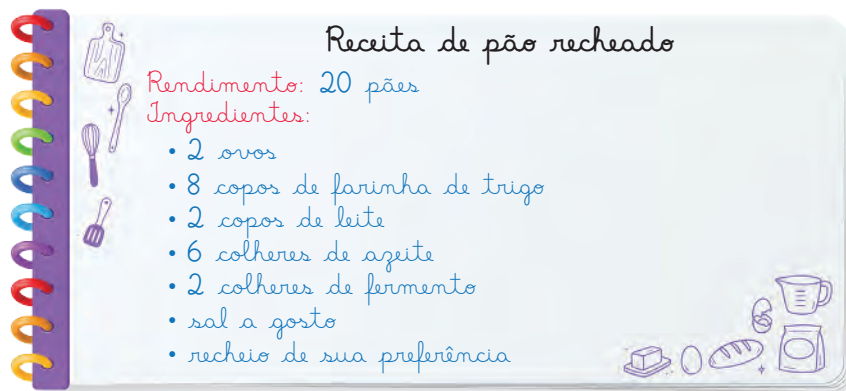 Receita de pão recheado
Rendimento: 20 pães
Ingredientes:
• 2 ovos
• 8 copos de farinha de trigo
• 2 copos de leite
• 6 colheres de azeite
• 2 colheres de fermento
• sal a gosto
• recheio de sua preferência